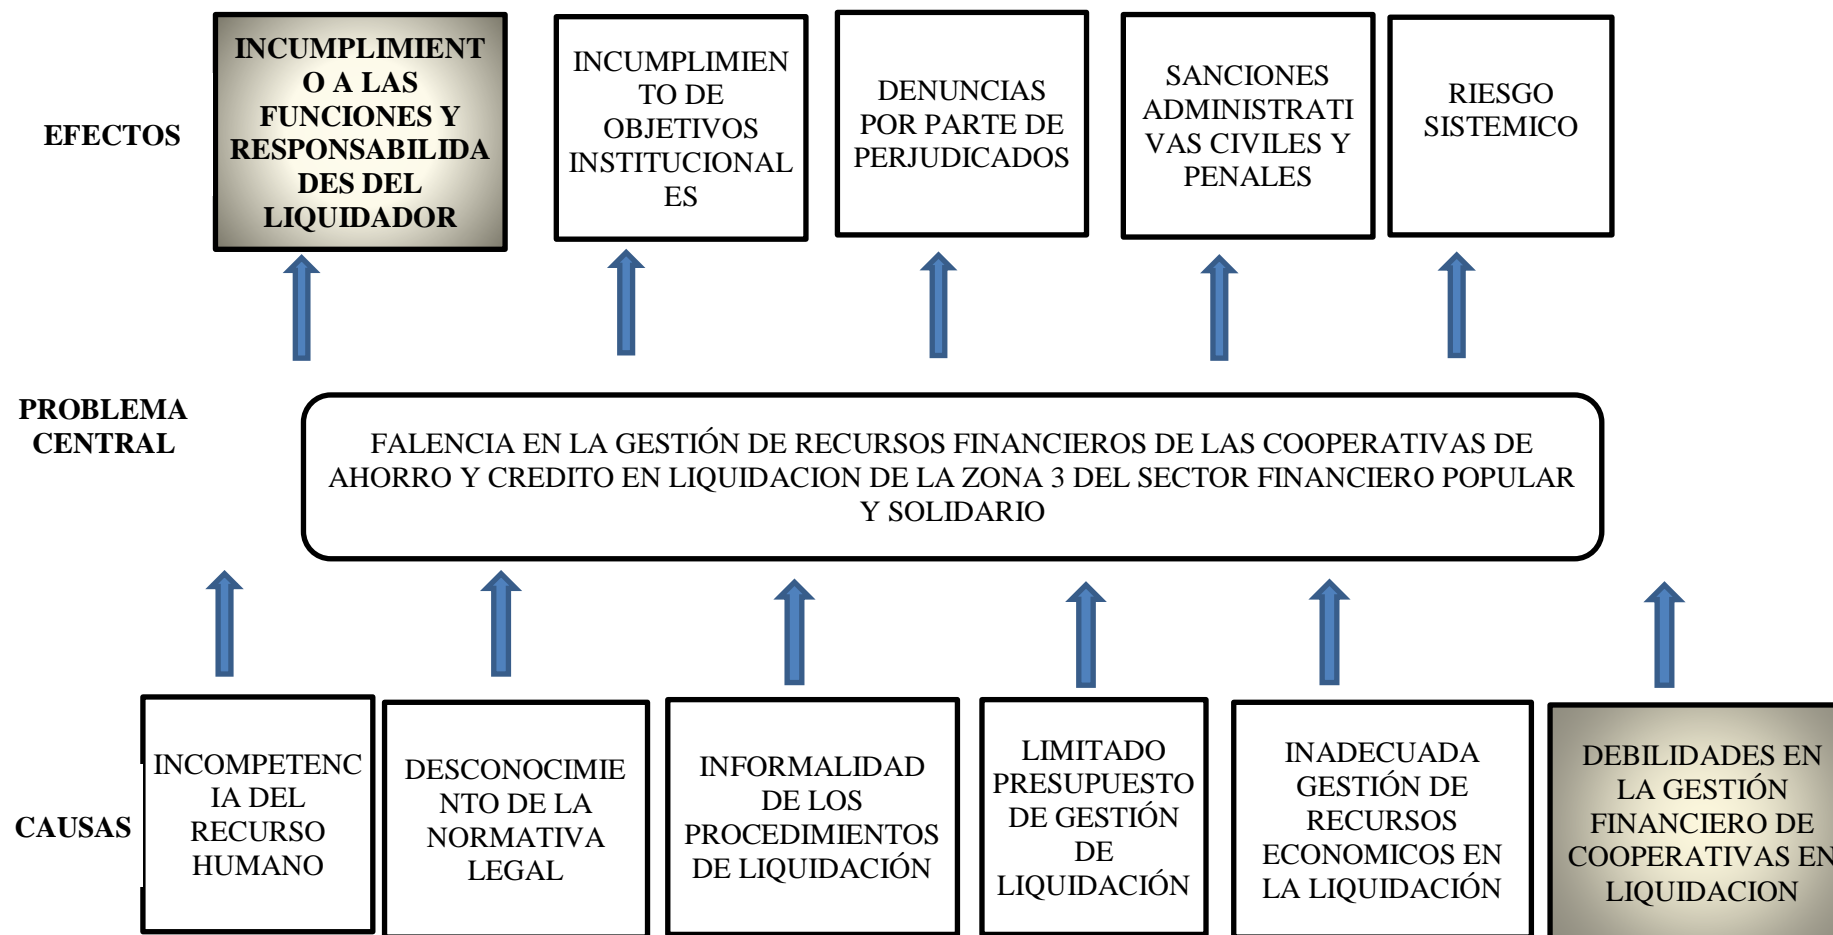 EFECTOS
INCUMPLIMIENT
O A LAS
FUNCIONES Y
RESPONSABILIDA
DES DEL
LIQUIDADOR
INCUMPLIMIEN
TO DE
OBJETIVOS
INSTITUCIONAL
ES
DENUNCIAS
POR PARTE DE
PERJUDICADOS
SANCIONES
ADMINISTRATI
VAS CIVILES Y
PENALES
RIESGO
SISTEMICO
PROBLEMA
CENTRAL
FALENCIA EN LA GESTIÓN DE RECURSOS FINANCIEROS DE LAS COOPERATIVAS DE
AHORRO Y CREDITO EN LIQUIDACION DE LA ZONA 3 DEL SECTOR FINANCIERO POPULAR
Y SOLIDARIO
CAUSAS
INCOMPETENC
IA DEL
RECURSO
HUMANO
DESCONOCIMIE
NTO DE LA
NORMATIVA
LEGAL
INFORMALIDAD
DE LOS
PROCEDIMIENTOS
DE LIQUIDACIÓN
LIMITADO
PRESUPUESTO
DE GESTIÓN
DE
LIQUIDACIÓN
INADECUADA
GESTIÓN DE
RECURSOS
ECONOMICOS EN
LA LIQUIDACIÓN
DEBILIDADES EN
LA GESTIÓN
FINANCIERO DE
COOPERATIVAS EN
LIQUIDACION